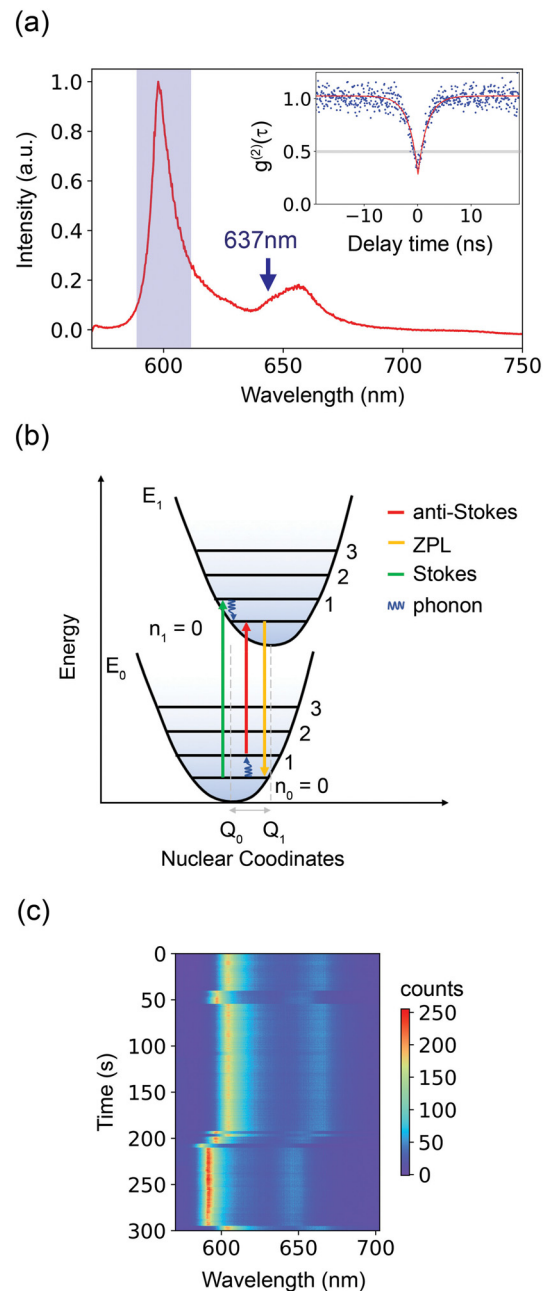 (a)
Intensity (a.u.)
1.0
0.8
0.6
0.4
0.2
0.0
600
650
700
750
Wavelength (nm)
637nm
g(2)(τ)
1.0
0.5
0.0
−10
0
10
Delay time (ns)
(b)
Energy
E1
3
2
1
n1 = 0
E0
3
2
1
n0 = 0
Q0
Q1
Nuclear Coodinates
anti-Stokes
ZPL
Stokes
phonon
(c)
Time (s)
0
50
100
150
200
250
300
600
650
700
Wavelength (nm)
counts
250
200
150
100
50
0